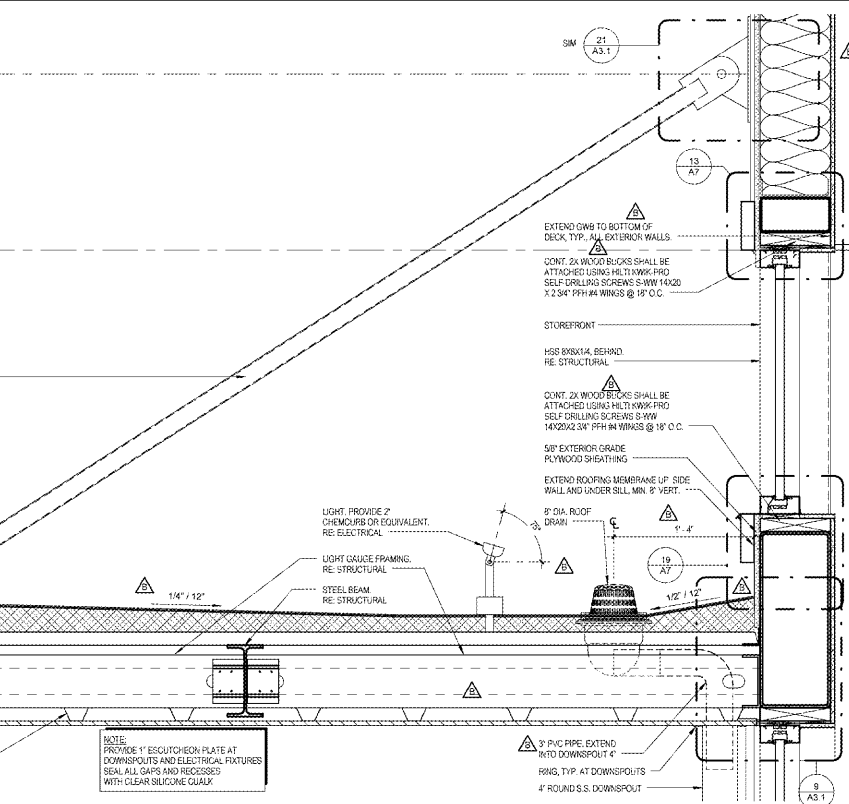 SIM
21
A3.1
13
A7
B
EXTEND GWB TO BOTTOM OF
DECK, TYP., ALL EXTERIOR WALLS.
B
CONT. 2X WOOD BUCKS SHALL BE
ATTACHED USING HILTI KWIK-PRO
SELF-DRILLING SCREWS S-WW 14X20
X 2 3/4" PFH #4 WINGS @ 16" O.C.
STOREFRONT
HSS 8X8X1/4, BEHIND.
RE: STRUCTURAL
B
CONT. 2X WOOD BUCKS SHALL BE
ATTACHED USING HILTI KWIK-PRO
SELF DRILLING SCREWS S-WW
14X20X2 3/4" PFH #4 WINGS @ 16" O.C.
5/8" EXTERIOR GRADE
PLYWOOD SHEATHING
EXTEND ROOFING MEMBRANE UP SIDE
WALL AND UNDER SILL, MIN. 8" VERT.
LIGHT. PROVIDE 2"
CHEMCURB OR EQUIVALENT.
RE: ELECTRICAL
8" DIA. ROOF
DRAIN
B
1' - 4"
LIGHT GAUGE FRAMING.
RE: STRUCTURAL
B
19
A7
STEEL BEAM.
RE: STRUCTURAL
B
1/4" / 12"
1/2" / 12"
B
B
NOTE:
PROVIDE 1" ESCUTCHEON PLATE AT
DOWNSPOUTS AND ELECTRICAL FIXTURES
SEAL ALL GAPS AND RECESSES
WITH CLEAR SILICONE CUALK
B
3" PVC PIPE, EXTEND
INTO DOWNSPOUT 4"
RING, TYP. AT DOWNSPOUTS
4" ROUND S.S. DOWNSPOUT
9
A3.1